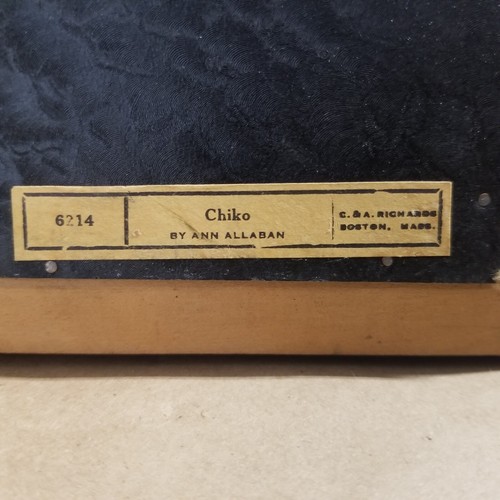 6214
Chiko
BY ANN ALLABAN
C. & A. RICHARDS
BOSTON, MASS.